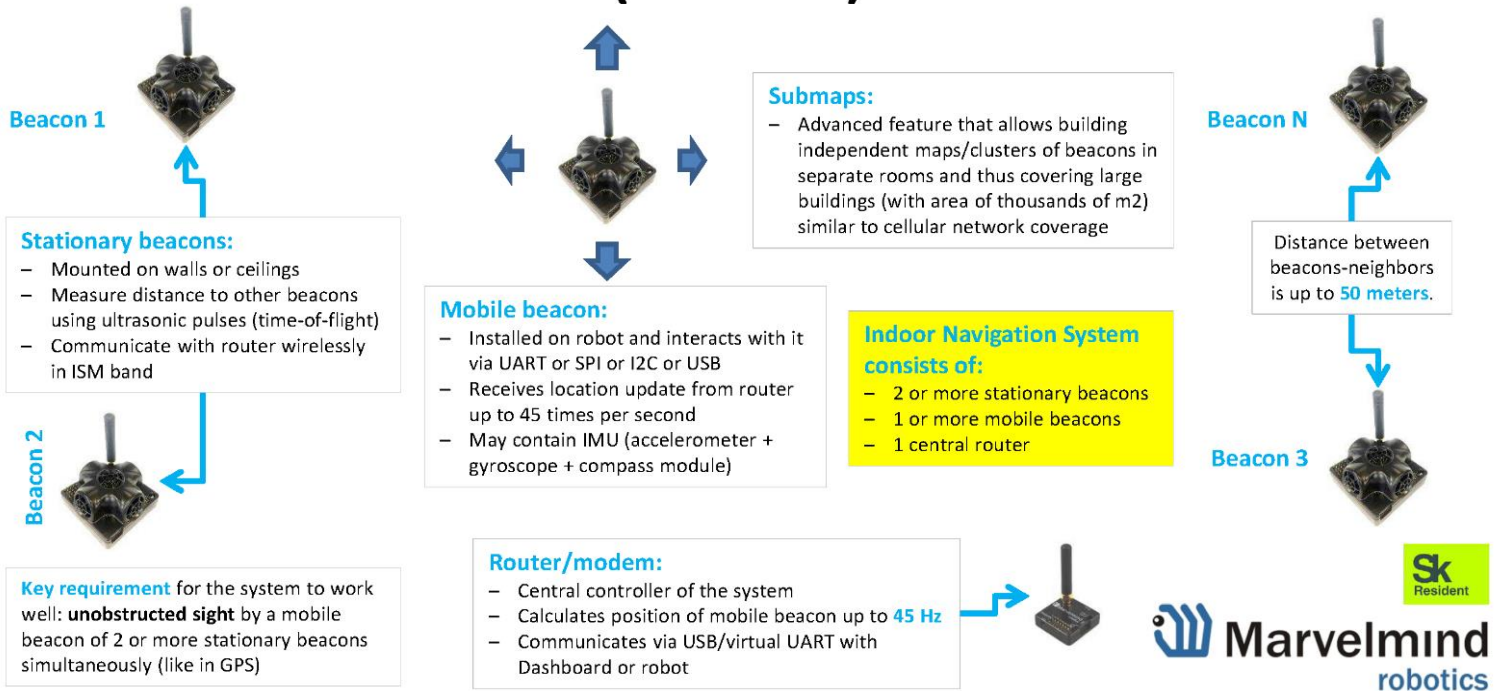 Beacon 1
Stationary beacons:
– Mounted on walls or ceilings
– Measure distance to other beacons
using ultrasonic pulses (time-of-flight)
– Communicate with router wirelessly
in ISM band
Beacon 2
Key requirement for the system to work
well: unobstructed sight by a mobile
beacon of 2 or more stationary beacons
simultaneously (like in GPS)
Mobile beacon:
– Installed on robot and interacts with it
via UART or SPI or I2C or USB
– Receives location update from router
up to 45 times per second
– May contain IMU (accelerometer +
gyroscope + compass module)
Submaps:
– Advanced feature that allows building
independent maps/clusters of beacons in
separate rooms and thus covering large
buildings (with area of thousands of m2)
similar to cellular network coverage
Indoor Navigation System
consists of:
– 2 or more stationary beacons
– 1 or more mobile beacons
– 1 central router
Router/modem:
– Central controller of the system
– Calculates position of mobile beacon up to 45 Hz
– Communicates via USB/virtual UART with
Dashboard or robot
Beacon N
Distance between
beacons-neighbors
is up to 50 meters.
Beacon 3
Sk
Resident
Marvelmind
robotics